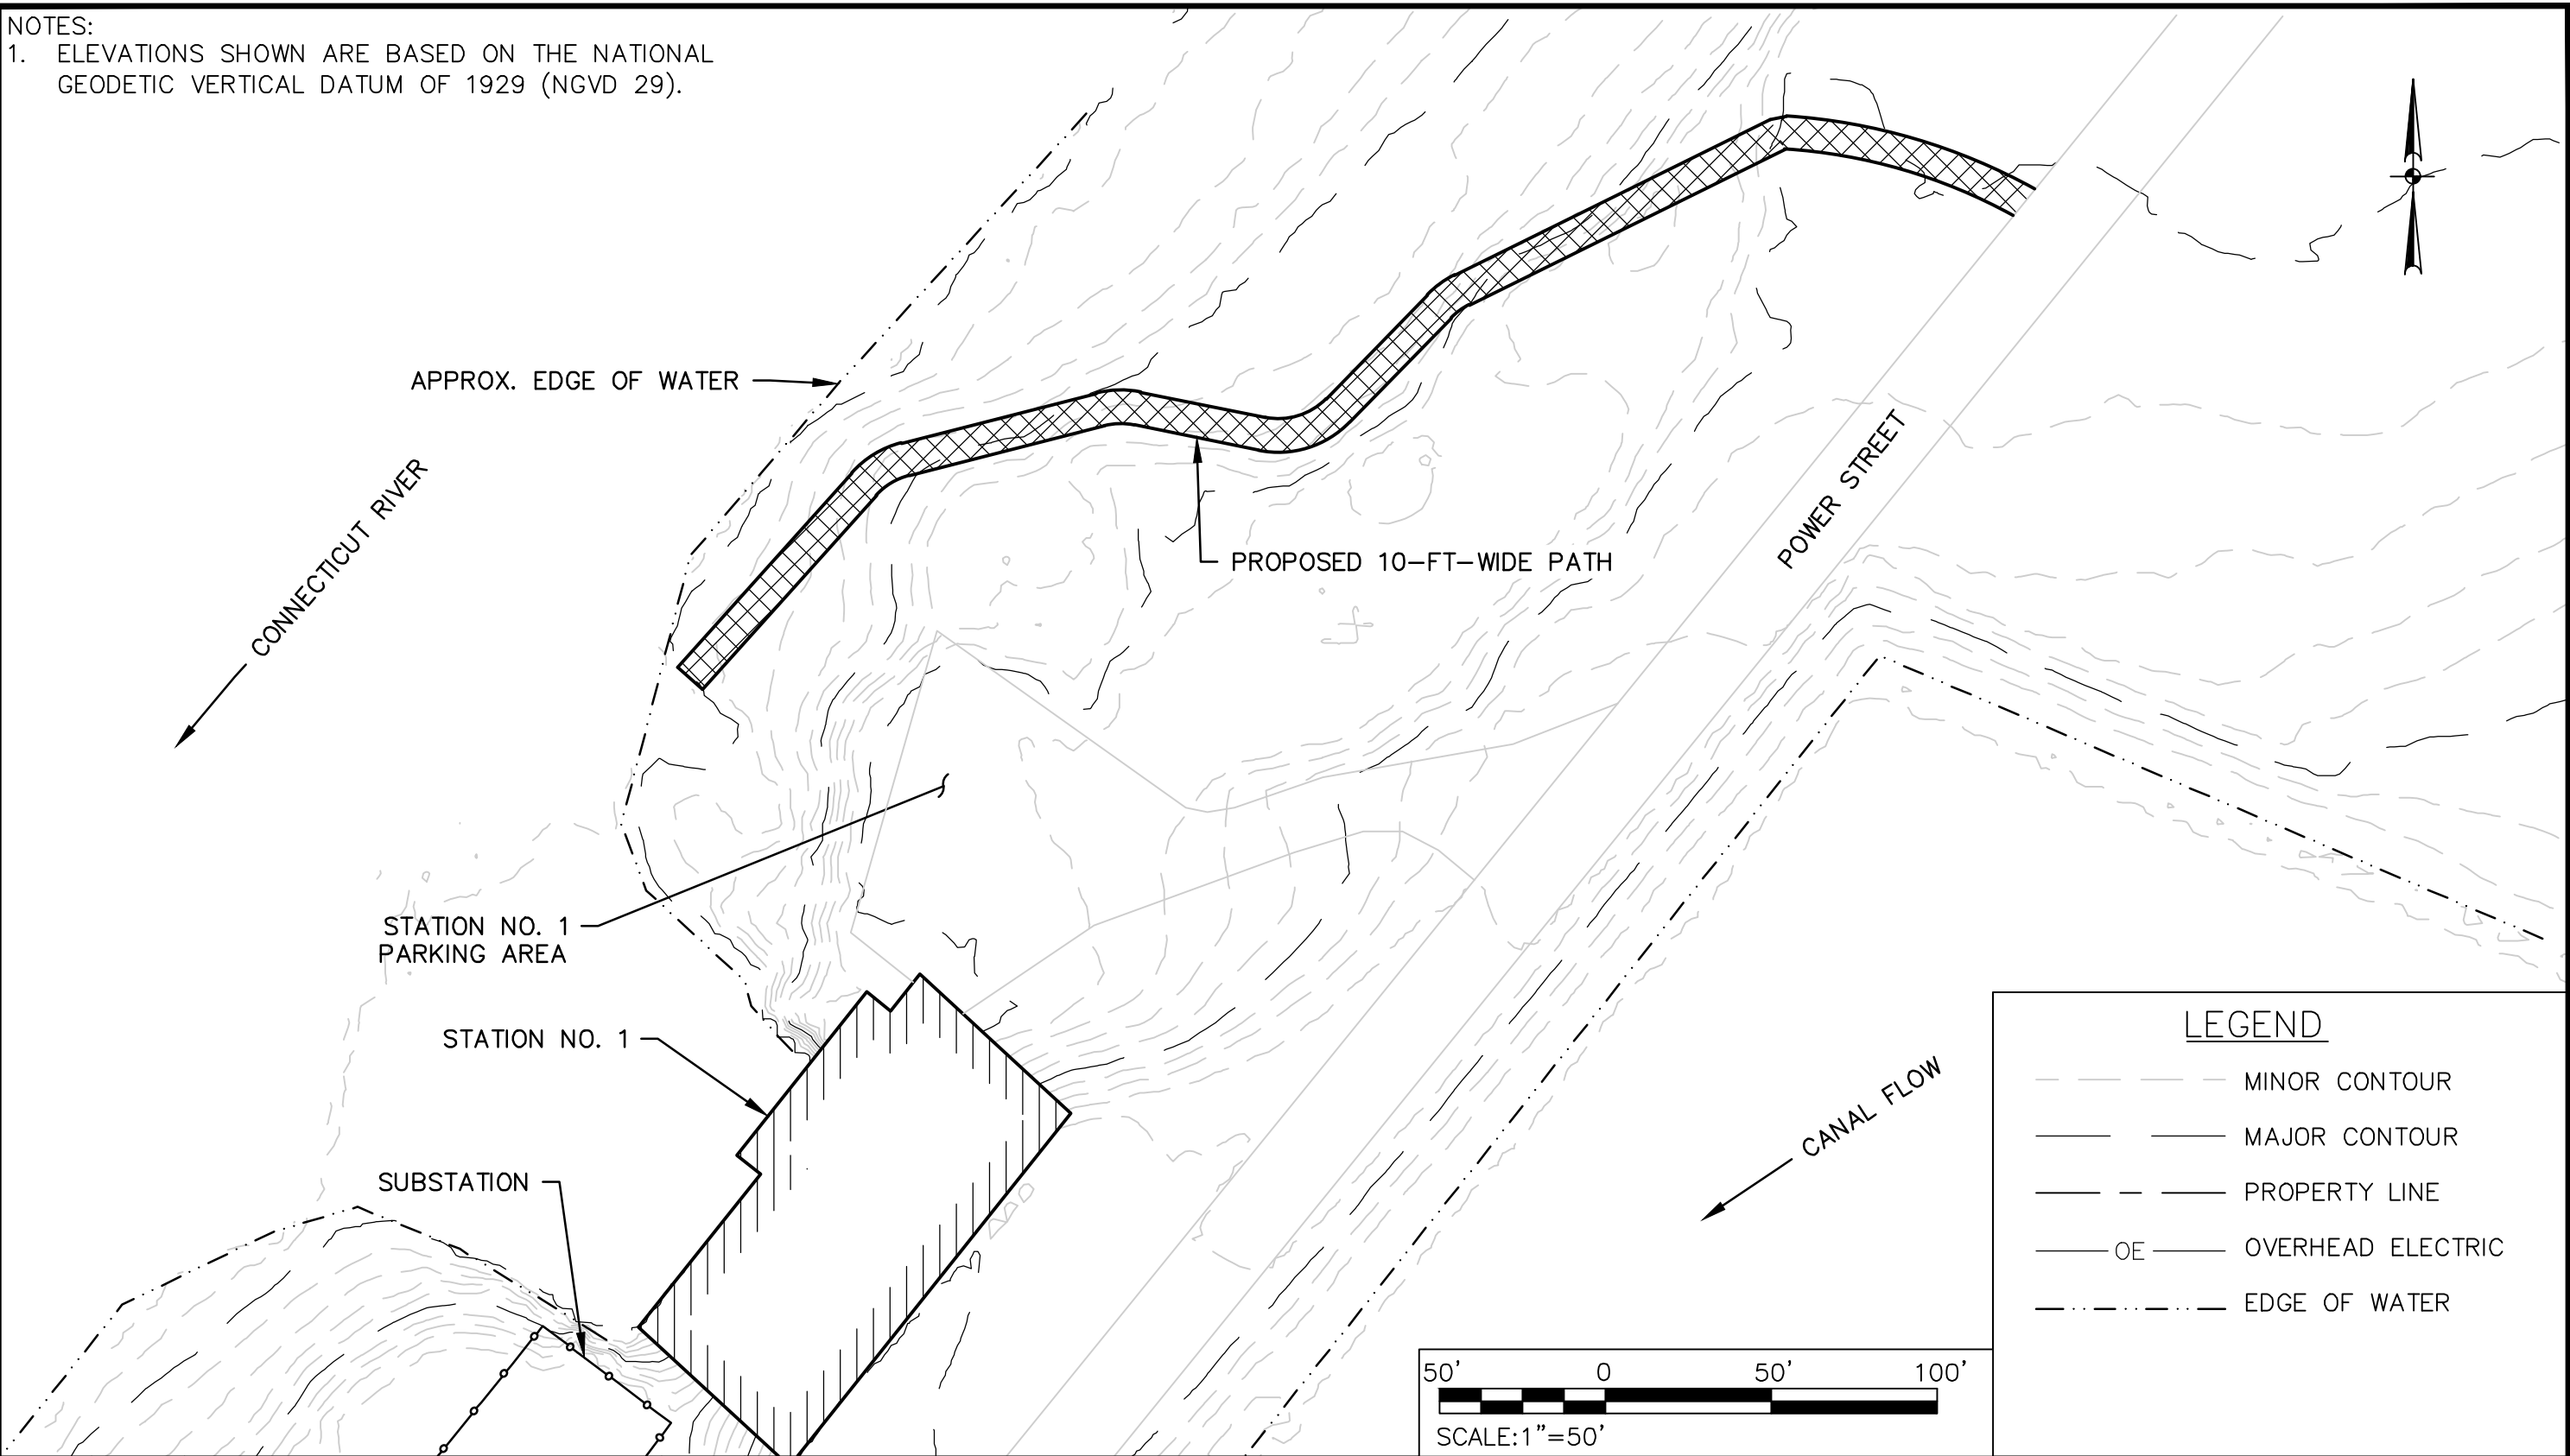 NOTES:
1. ELEVATIONS SHOWN ARE BASED ON THE NATIONAL
GEODETIC VERTICAL DATUM OF 1929 (NGVD 29).
APPROX. EDGE OF WATER
CONNECTICUT RIVER
POWER STREET
PROPOSED 10-FT-WIDE PATH
STATION NO. 1
PARKING AREA
STATION NO. 1
SUBSTATION
CANAL FLOW
LEGEND
MINOR CONTOUR
MAJOR CONTOUR
PROPERTY LINE
OE OVERHEAD ELECTRIC
EDGE OF WATER
50' 0 50' 100'
SCALE:1"=50'